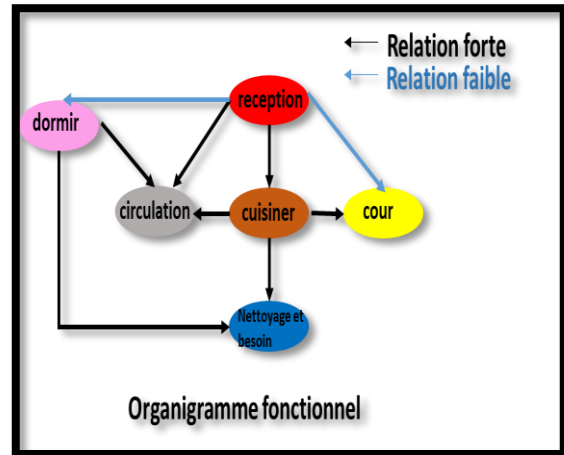 Relation forte
Relation faible
reception
dormir
circulation
cuisiner
cour
Nettoyage et
besoin
Organigramme fonctionnel